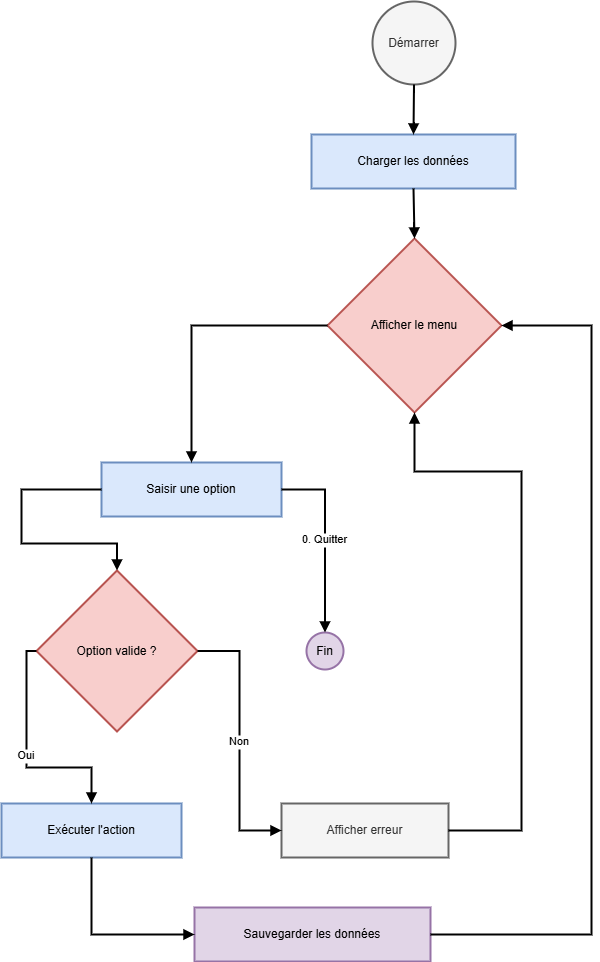 Démarrer
Charger les données
Afficher le menu
Saisir une option
0. Quitter
Option valide ?
Fin
Non
Oui
Exécuter l'action
Afficher erreur
Sauvegarder les données